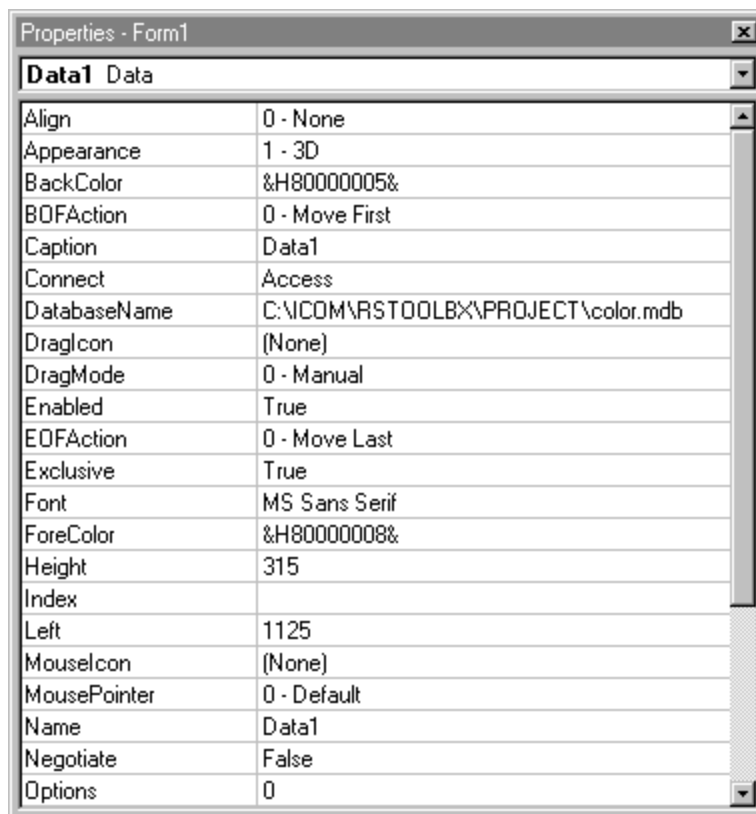 Properties - Form1
Data1 Data
Align 0 - None
Appearance 1 - 3D
BackColor &H80000005&
BOFAction 0 - Move First
Caption Data1
Connect Access
DatabaseName C:\ICOM\RSTOOLBX\PROJECT\color.mdb
DragIcon (None)
DragMode 0 - Manual
Enabled True
EOFAction 0 - Move Last
Exclusive True
Font MS Sans Serif
ForeColor &H80000008&
Height 315
Index
Left 1125
MouseIcon (None)
MousePointer 0 - Default
Name Data1
Negotiate False
Options 0